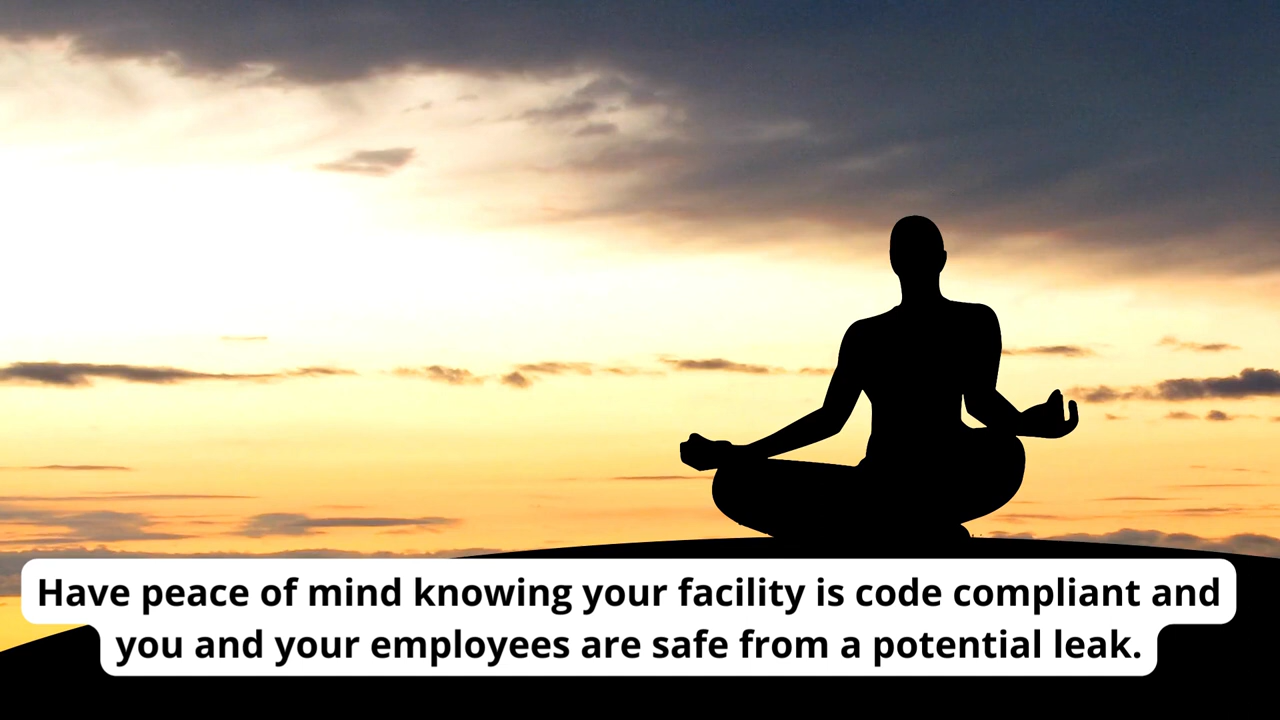 Have peace of mind knowing your facility is code compliant and
you and your employees are safe from a potential leak.